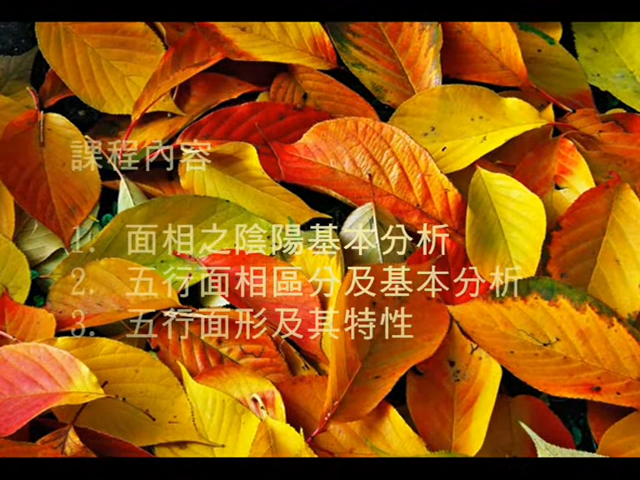 課程內容
1. 面相之陰陽基本分析
2. 五行面相區分及基本分析
3. 五行面形及其特性